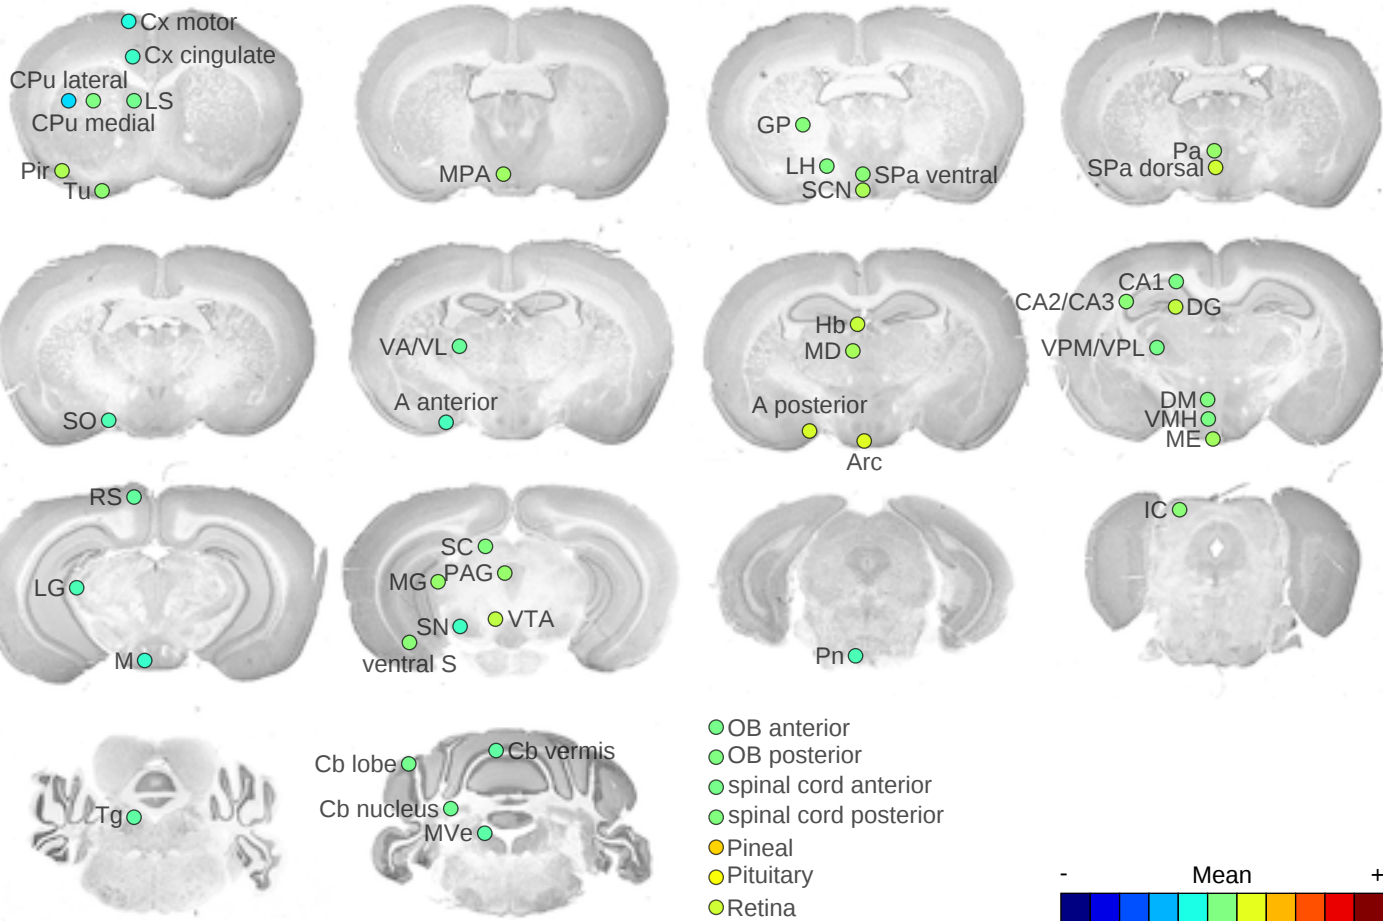 Cx motor
Cx cingulate
CPu lateral
LS
CPu medial
Pir
Tu
MPA
GP
LH
SPa ventral
SCN
Pa
SPa dorsal
SO
VA/VL
A anterior
Hb
MD
A posterior
Arc
CA1
CA2/CA3
DG
VPM/VPL
DM
VMH
ME
RS
LG
M
SC
PAG
MG
VTA
SN
ventral S
Pn
IC
Tg
Cb lobe
Cb vermis
Cb nucleus
MVe
OB anterior
OB posterior
spinal cord anterior
spinal cord posterior
Pineal
Pituitary
Retina
- Mean +